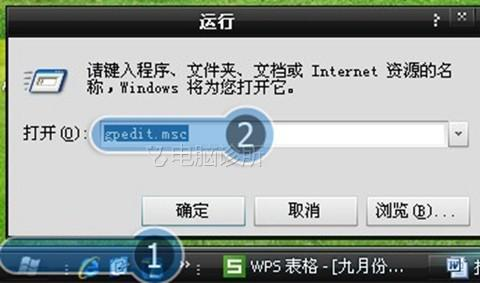 运行
请键入程序、文件夹、文档或 Internet 资源的名
称，Windows 将为您打开它。
打开(O):
gpedit.msc
2
电脑诊所
确定
取消
浏览(B)...
1
WPS 表格 - [九月份...